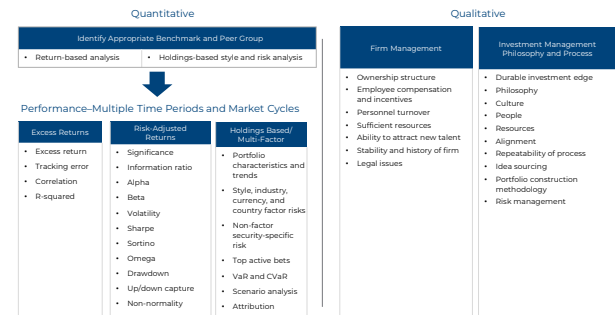 Quantitative
Identify Appropriate Benchmark and Peer Group
• Return-based analysis
• Holdings-based style and risk analysis
Performance–Multiple Time Periods and Market Cycles
Excess Returns
• Excess return
• Tracking error
• Correlation
• R-squared
Risk-Adjusted
Returns
• Significance
• Information ratio
• Alpha
• Beta
• Volatility
• Sharpe
• Sortino
• Omega
• Drawdown
• Up/down capture
• Non-normality
Holdings Based/
Multi-Factor
• Portfolio
characteristics and
trends
• Style, industry,
currency, and
country factor risks
• Non-factor
security-specific
risk
• Top active bets
• VaR and CVaR
• Scenario analysis
• Attribution
Qualitative
Firm Management
• Ownership structure
• Employee compensation
and incentives
• Personnel turnover
• Sufficient resources
• Ability to attract new talent
• Stability and history of firm
• Legal issues
Investment Management
Philosophy and Process
• Durable investment edge
• Philosophy
• Culture
• People
• Resources
• Alignment
• Repeatability of process
• Idea sourcing
• Portfolio construction
methodology
• Risk management